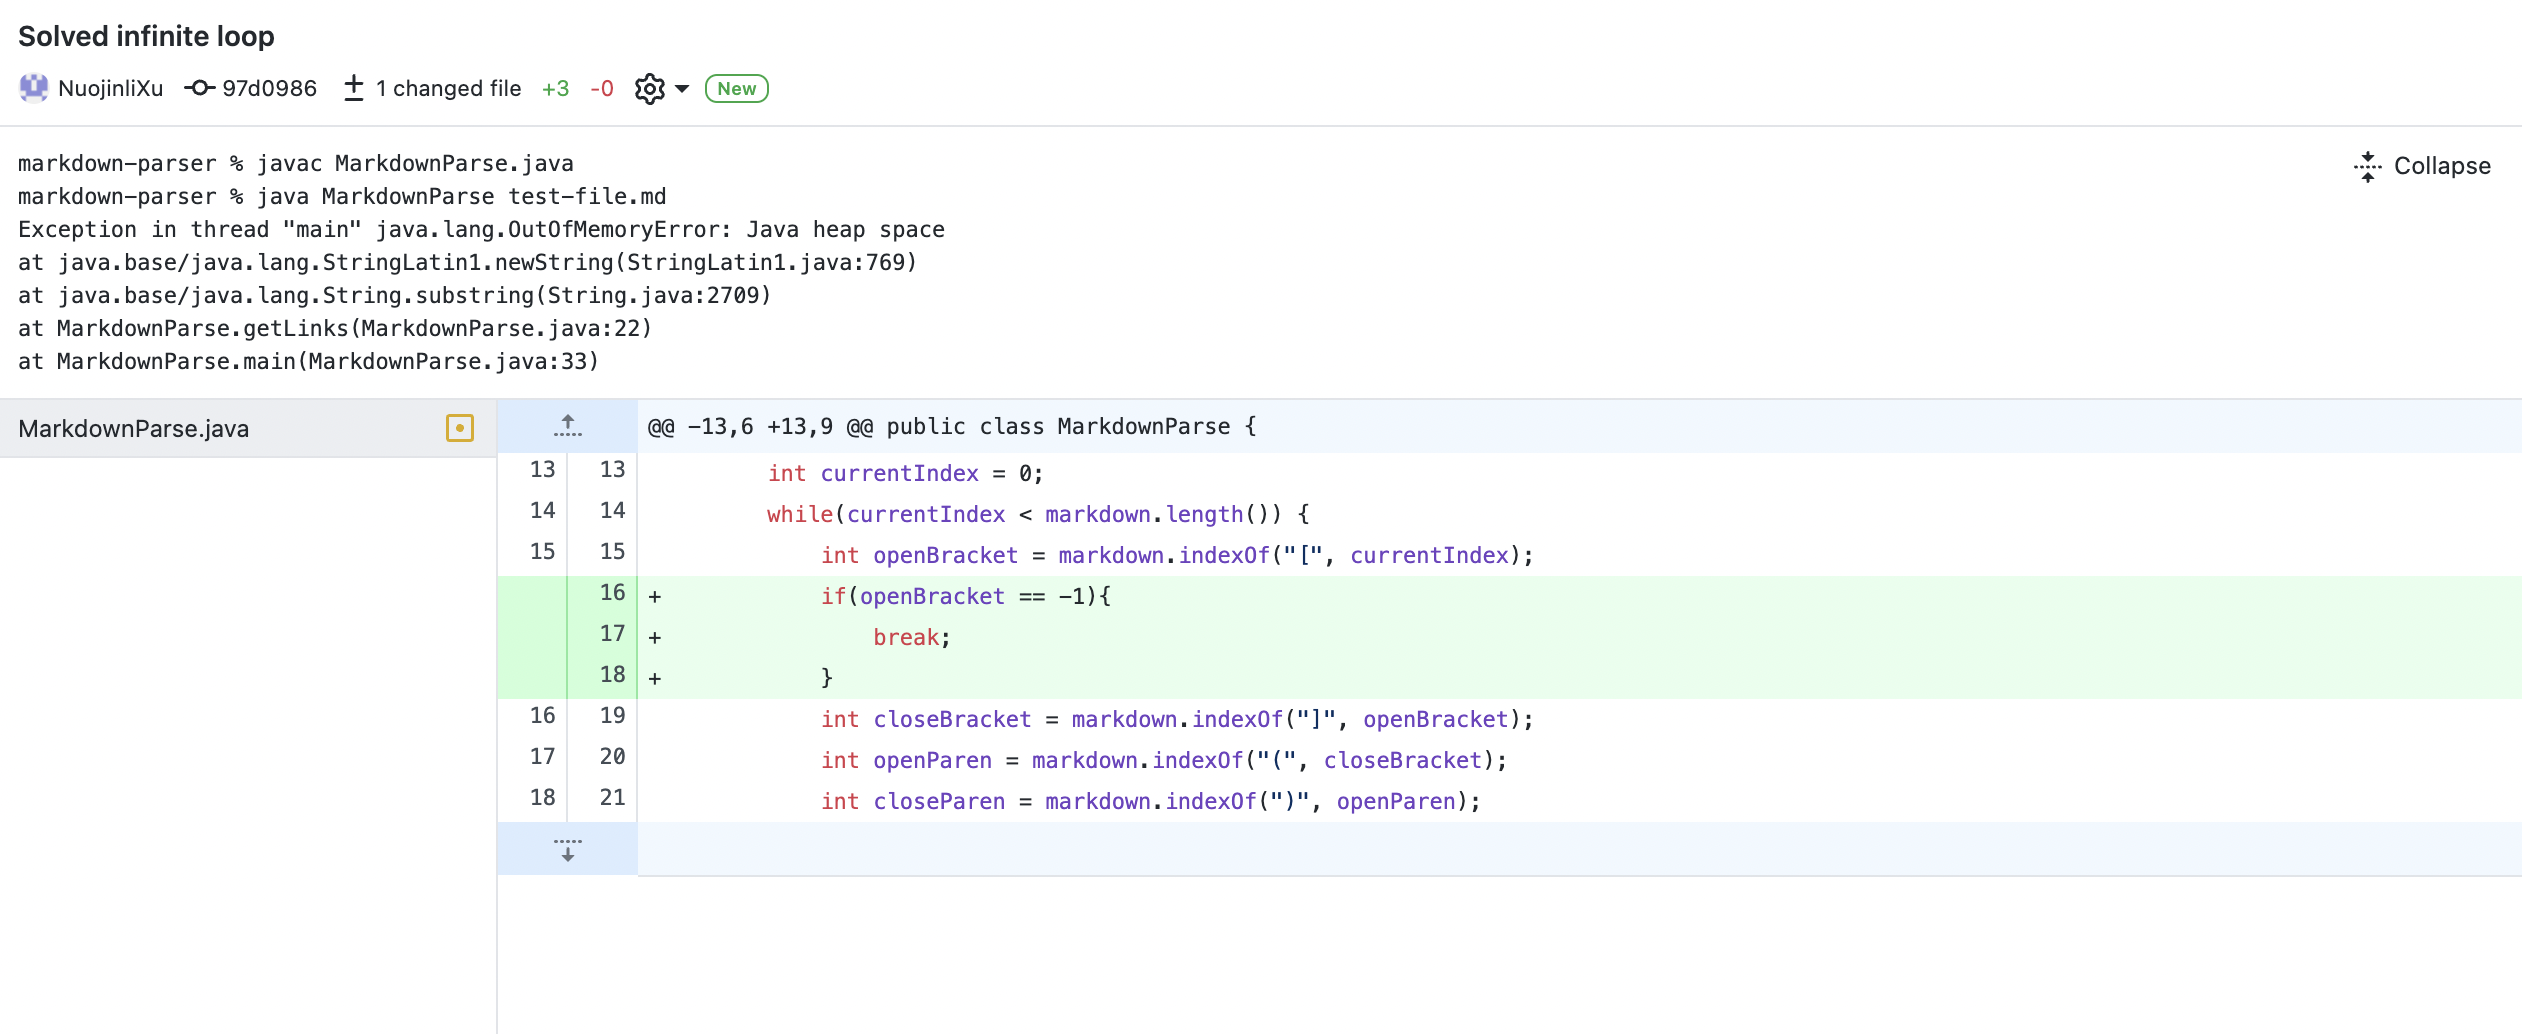 Solved infinite loop
NuojinliXu 97d0986 1 changed file +3 -0 New
markdown-parser % javac MarkdownParse.java
Collapse
markdown-parser % java MarkdownParse test-file.md
Exception in thread "main" java.lang.OutOfMemoryError: Java heap space
at java.base/java.lang.StringLatin1.newString(StringLatin1.java:769)
at java.base/java.lang.String.substring(String.java:2709)
at MarkdownParse.getLinks(MarkdownParse.java:22)
at MarkdownParse.main(MarkdownParse.java:33)
MarkdownParse.java
@@ -13,6 +13,9 @@ public class MarkdownParse {
13 13 int currentIndex = 0;
14 14 while(currentIndex < markdown.length()) {
15 15 int openBracket = markdown.indexOf("[", currentIndex);
16 + if(openBracket == -1){
17 + break;
18 + }
16 19 int closeBracket = markdown.indexOf("]", openBracket);
17 20 int openParen = markdown.indexOf("(", closeBracket);
18 21 int closeParen = markdown.indexOf(")", openParen);